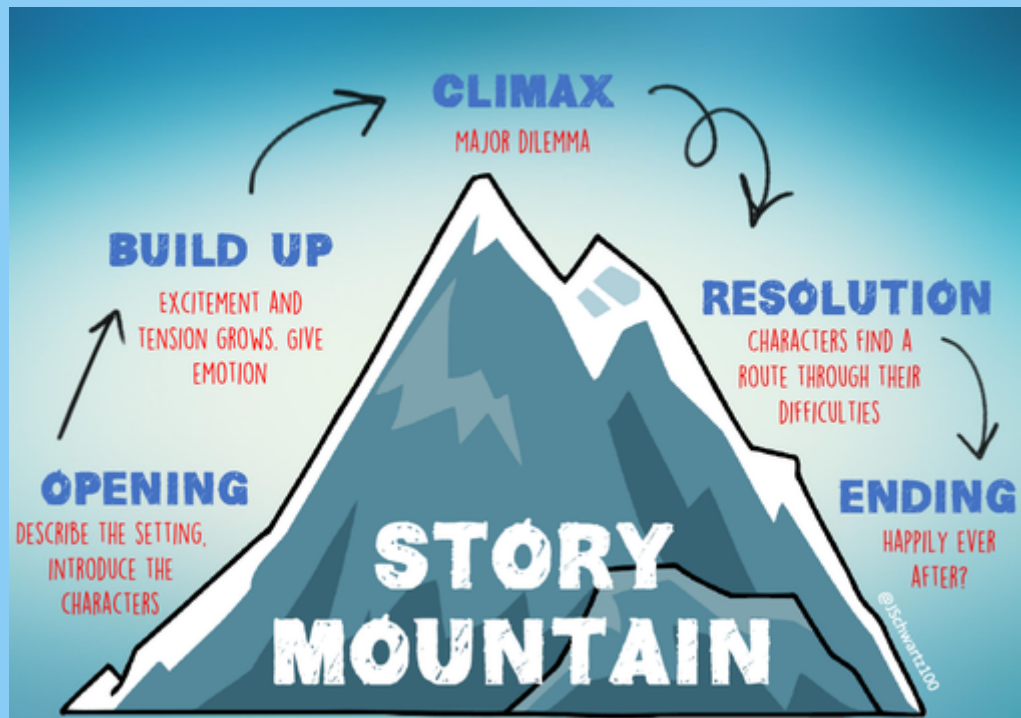 CLIMAX
MAJOR DILEMMA
BUILD UP
EXCITEMENT AND
TENSION GROWS. GIVE
EMOTION
RESOLUTION
CHARACTERS FIND A
ROUTE THROUGH THEIR
DIFFICULTIES
OPENING
DESCRIBE THE SETTING,
INTRODUCE THE
CHARACTERS
ENDING
HAPPILY EVER
AFTER?
STORY
MOUNTAIN
@JSchwartz100